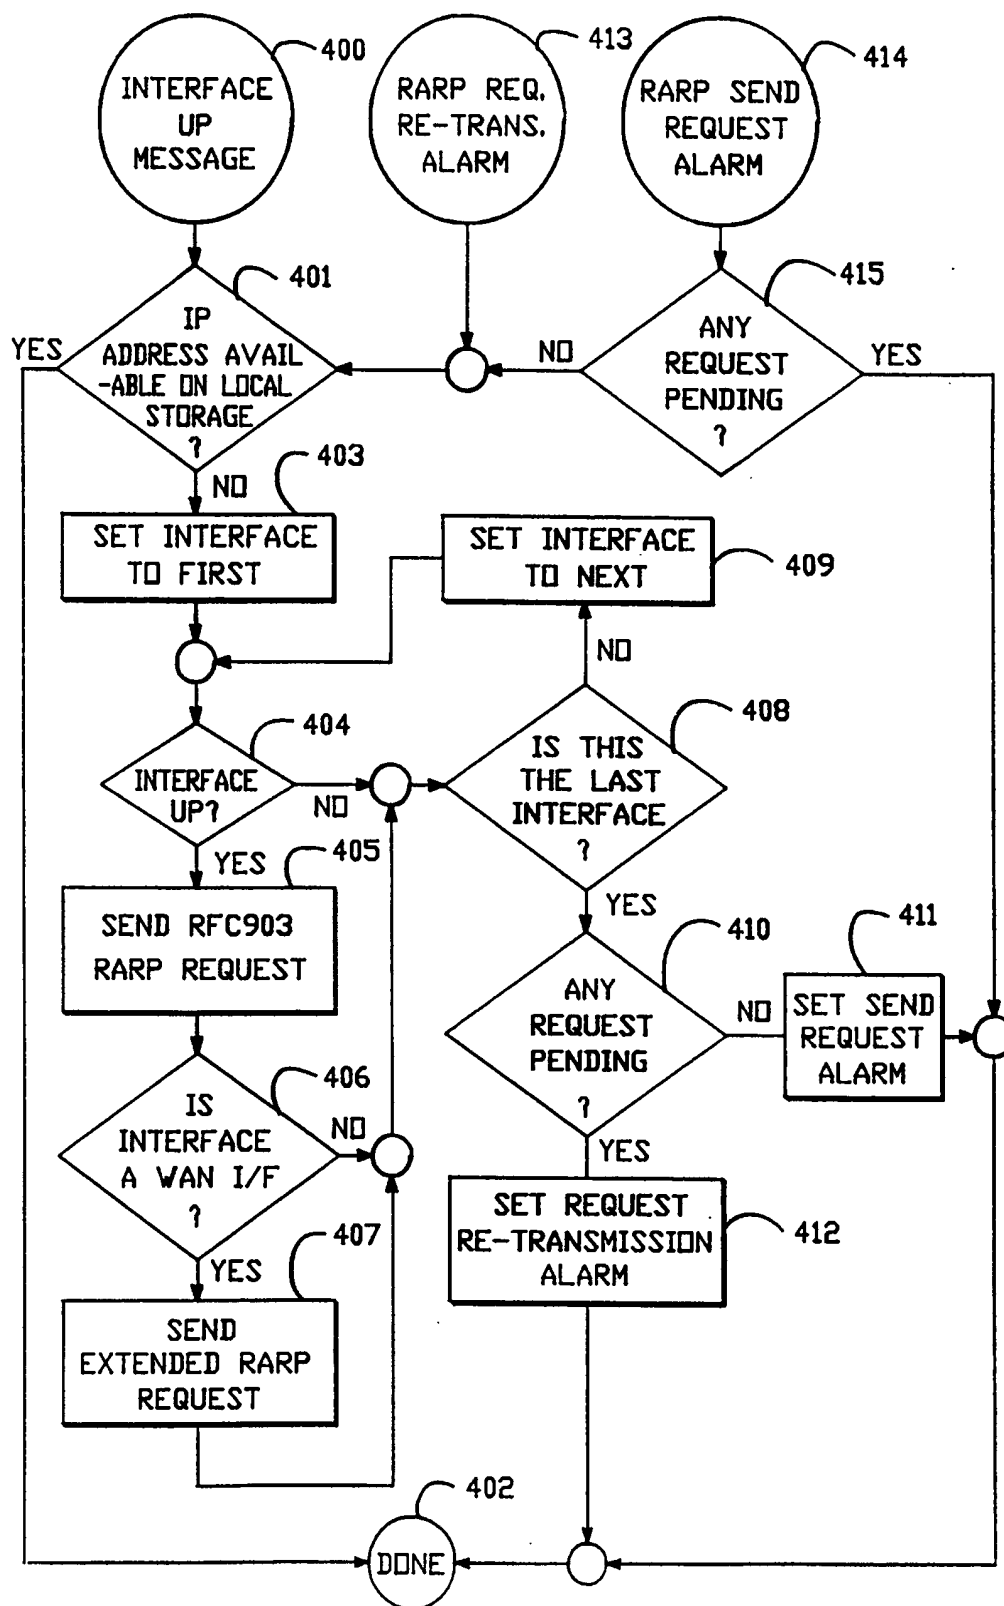 400
INTERFACE
UP
MESSAGE
413
RARP REQ.
RE-TRANS.
ALARM
414
RARP SEND
REQUEST
ALARM
401
IP
ADDRESS AVAIL
-ABLE ON LOCAL
STORAGE
?
YES
NO
415
ANY
REQUEST
PENDING
?
NO
YES
403
SET INTERFACE
TO FIRST
SET INTERFACE
TO NEXT
409
NO
404
INTERFACE
UP?
NO
YES
408
IS THIS
THE LAST
INTERFACE
?
YES
405
SEND RFC903
RARP REQUEST
410
ANY
REQUEST
PENDING
?
NO
YES
411
SET SEND
REQUEST
ALARM
406
IS
INTERFACE
A WAN I/F
?
NO
YES
407
SEND
EXTENDED RARP
REQUEST
SET REQUEST
RE-TRANSMISSION
ALARM
412
402
DONE